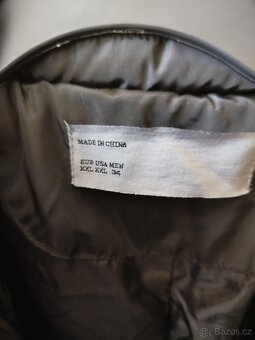 MADE IN CHINA
EUR USA MEN
XXL XXL 34
Bazos.cz